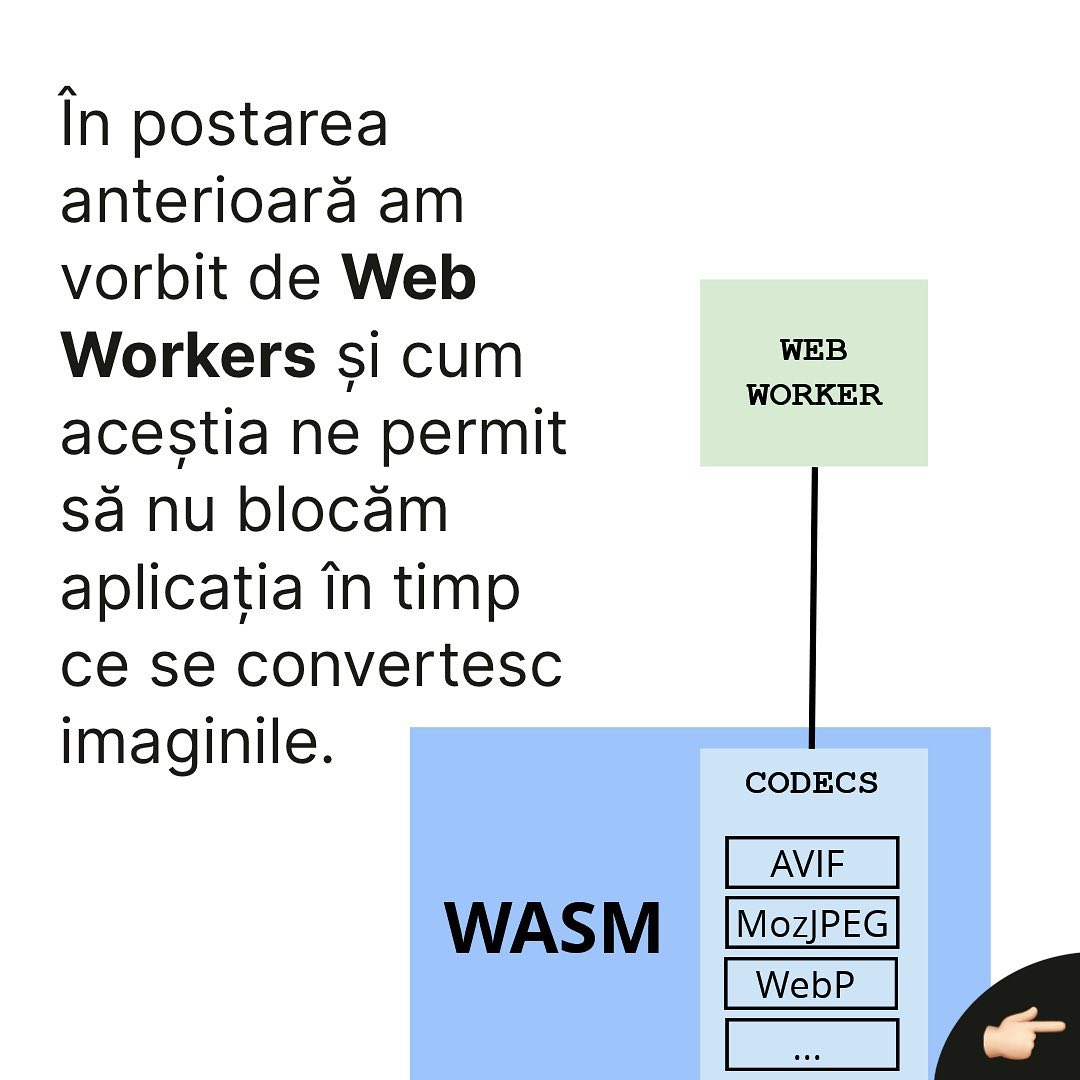 În postarea
anterioară am
vorbit de Web
Workers și cum
aceștia ne permit
să nu blocăm
aplicația în timp
ce se convertesc
imaginile.
WEB
WORKER
CODECS
AVIF
MozJPEG
WebP
...
WASM